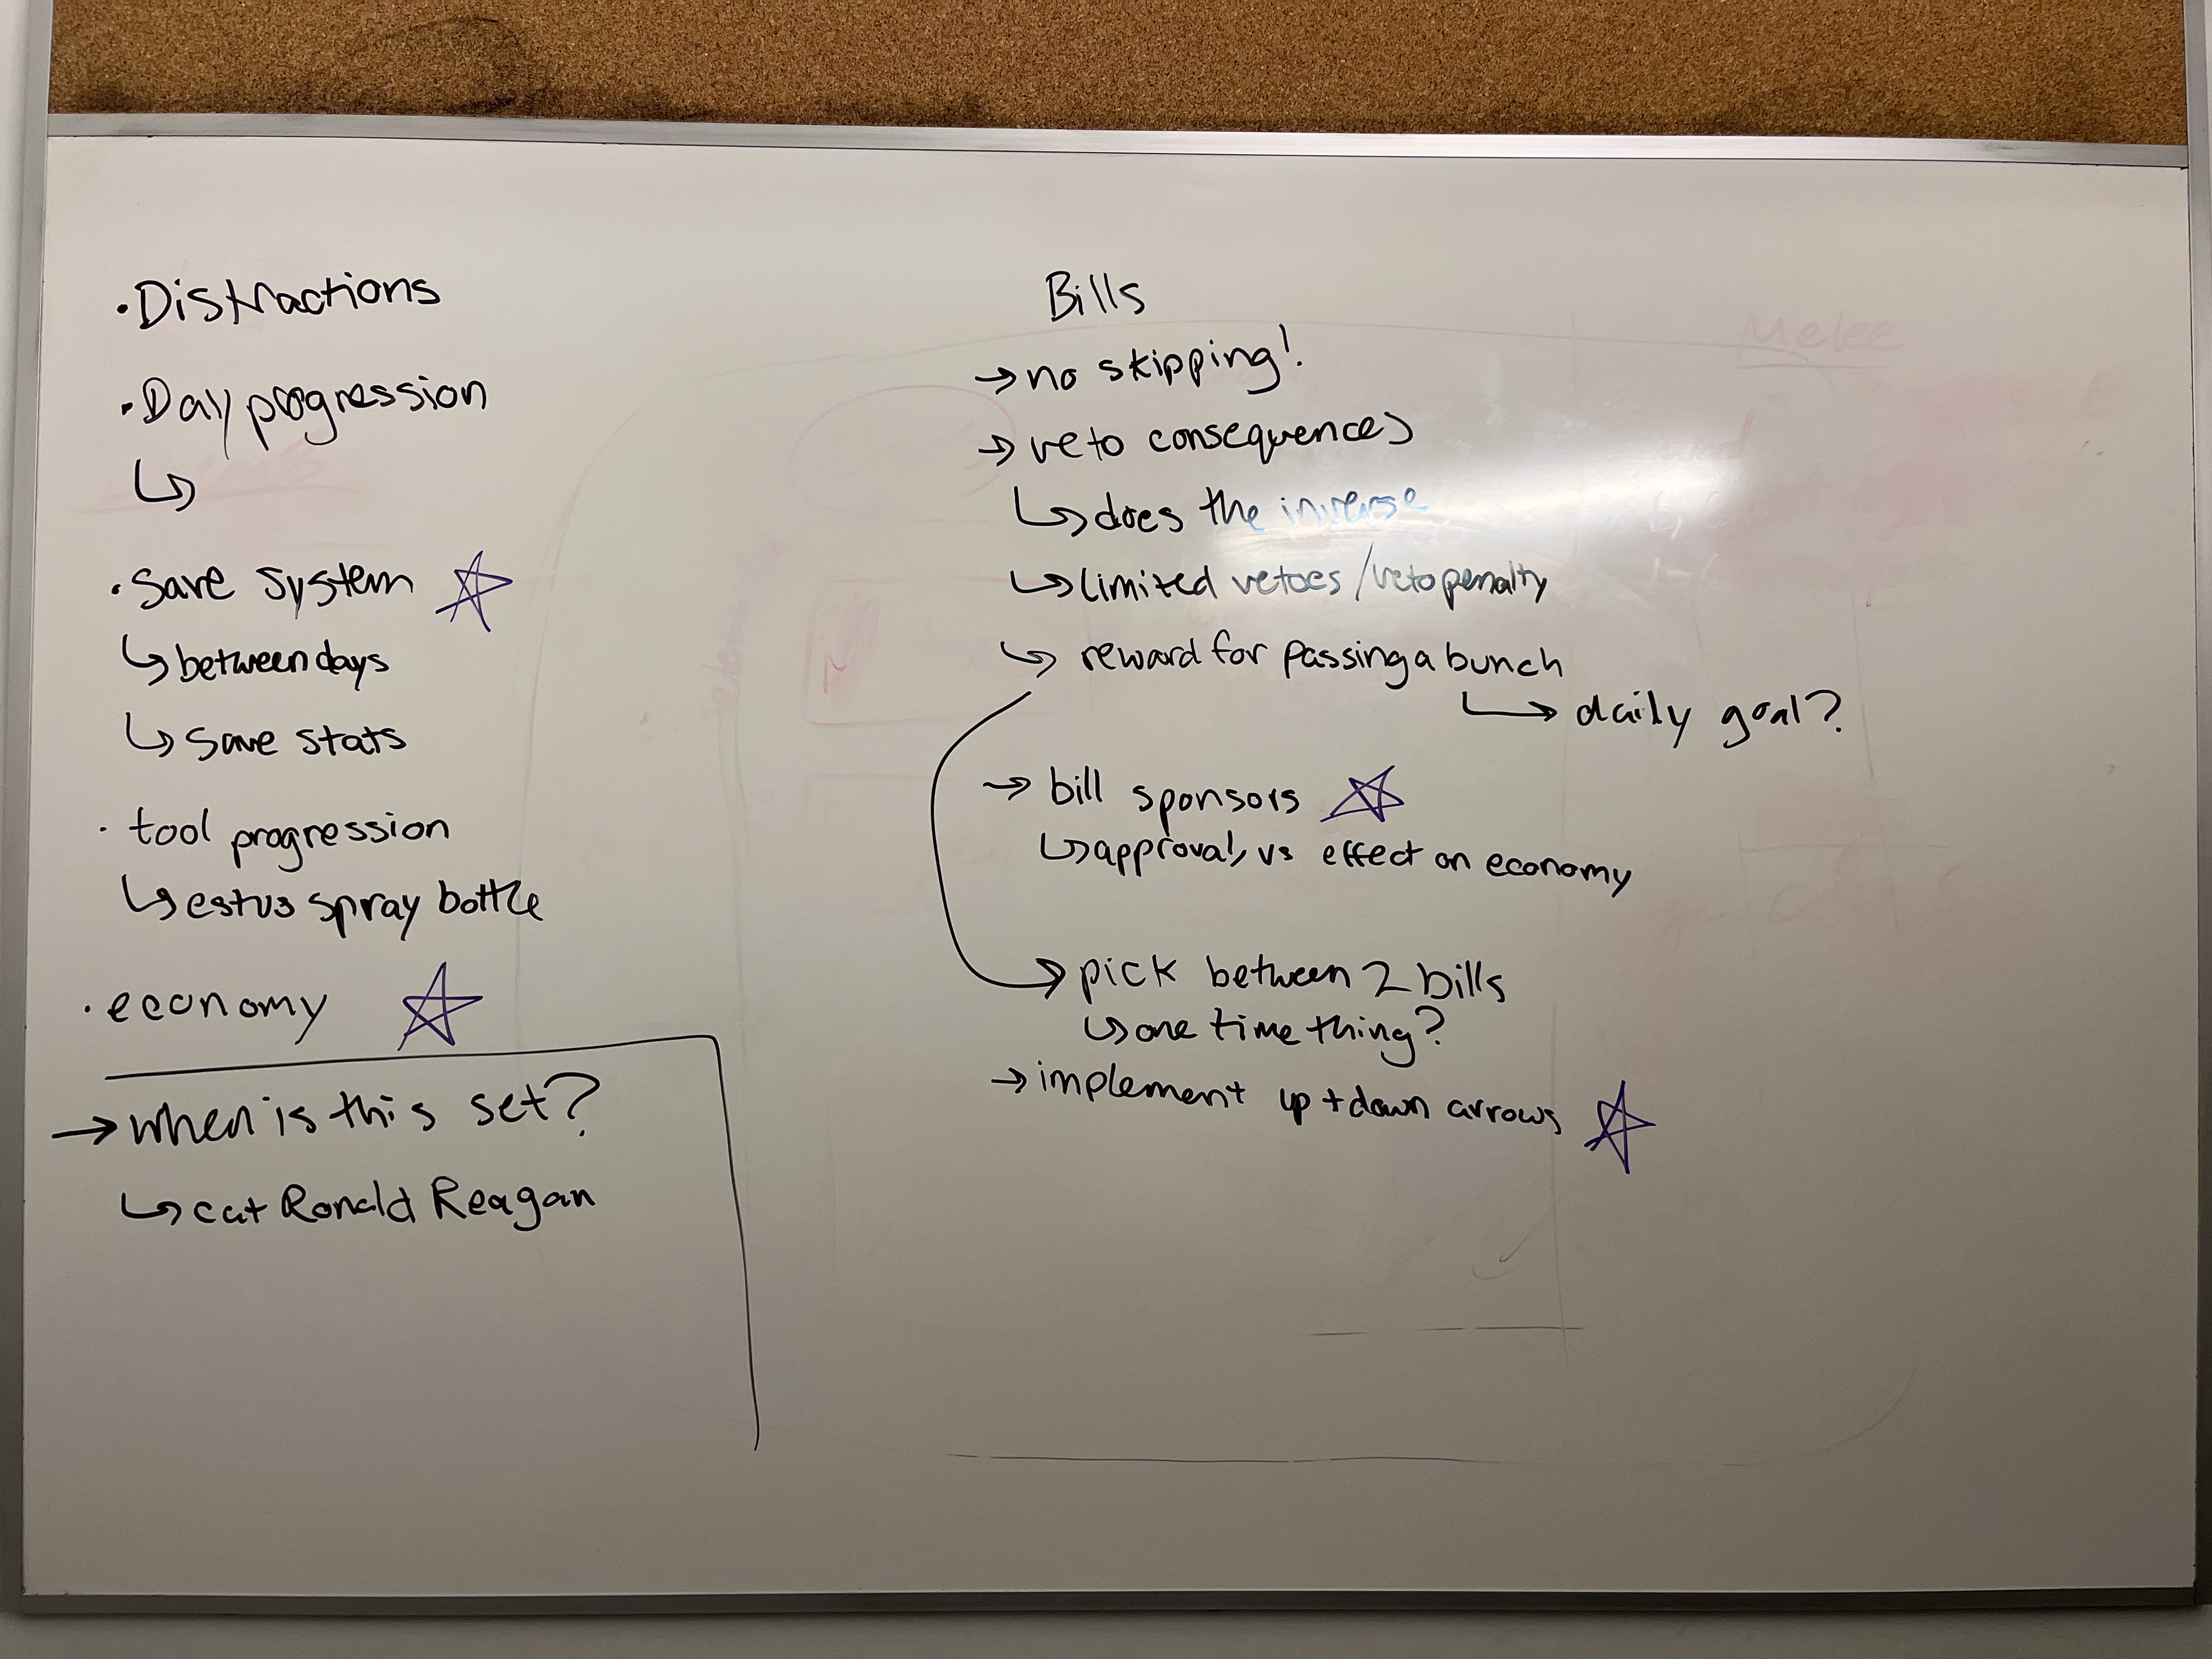 · Distractions
· Day progression
↳
· Save system ☆
↳ between days
↳ save stats
· tool progression
↳ estus spray bottle
· economy ☆
→ when is this set?
↳ cat Ronald Reagan
Bills
→ no skipping!
→ veto consequences
↳ does the inverse
↳ limited vetoes / veto penalty
↳ reward for passing a bunch
↳ daily goal?
→ bill sponsors ☆
↳ approval, vs effect on economy
→ pick between 2 bills
↳ one time thing?
→ implement up + down arrows ☆
Melee